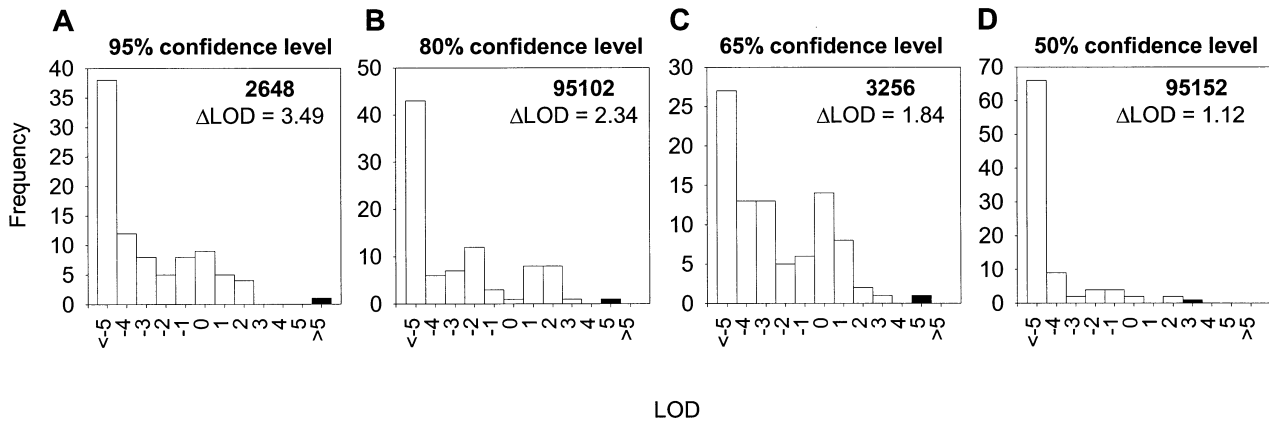 A
95% confidence level
2648
ΔLOD = 3.49
40
35
30
25
20
15
10
5
0
Frequency
<-5 -4 -3 -2 -1 0 1 2 3 4 5 >5
B
80% confidence level
95102
ΔLOD = 2.34
50
40
30
20
10
0
<-5 -4 -3 -2 -1 0 1 2 3 4 5 >5
C
65% confidence level
3256
ΔLOD = 1.84
30
25
20
15
10
5
0
<-5 -4 -3 -2 -1 0 1 2 3 4 5 >5
D
50% confidence level
95152
ΔLOD = 1.12
70
60
50
40
30
20
10
0
<-5 -4 -3 -2 -1 0 1 2 3 4 5 >5
LOD